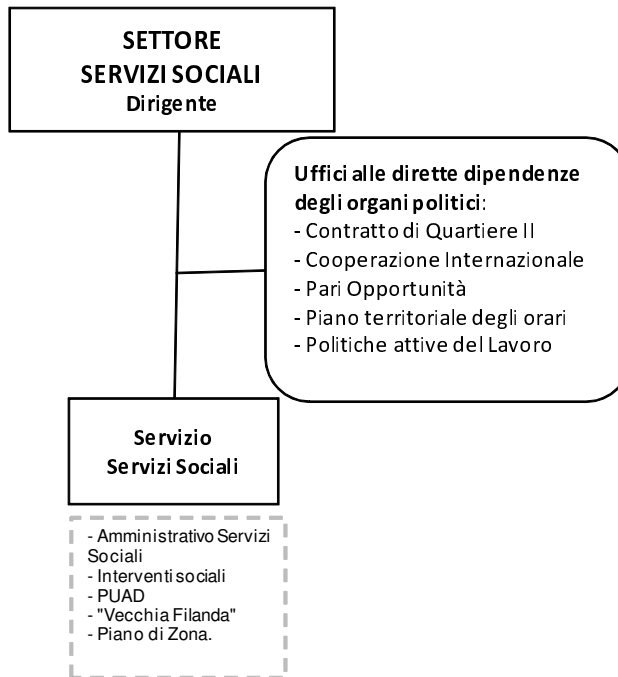 SETTORE
SERVIZI SOCIALI
Dirigente
Uffici alle dirette dipendenze
degli organi politici:
- Contratto di Quartiere II
- Cooperazione Internazionale
- Pari Opportunità
- Piano territoriale degli orari
- Politiche attive del Lavoro
Servizio
Servizi Sociali
- Amministrativo Servizi
Sociali
- Interventi sociali
- PUAD
- "Vecchia Filanda"
- Piano di Zona.